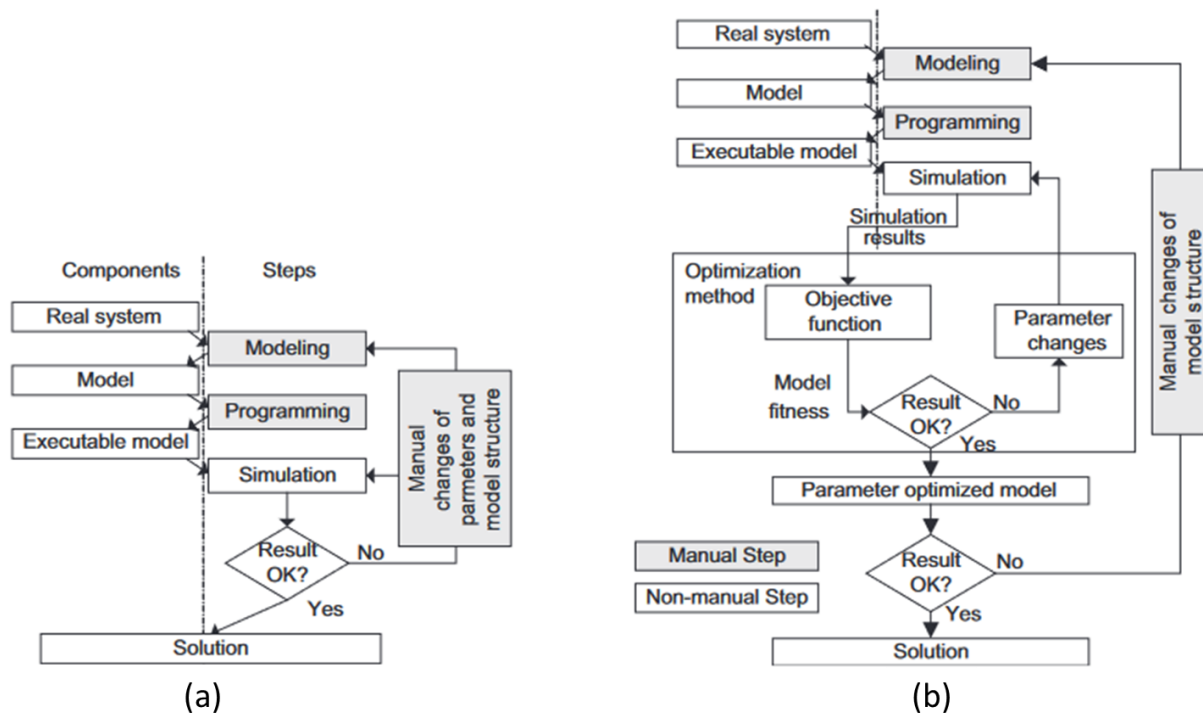 Components
Steps
Real system
Modeling
Model
Programming
Executable model
Simulation
Manual
changes of
parmeters and
model structure
Result
OK?
No
Yes
Solution
(a)
Real system
Modeling
Model
Programming
Executable model
Simulation
Simulation
results
Optimization
method
Objective
function
Parameter
changes
Model
fitness
Result
OK?
No
Yes
Parameter optimized model
Manual changes of
model structure
Manual Step
Non-manual Step
Result
OK?
No
Yes
Solution
(b)